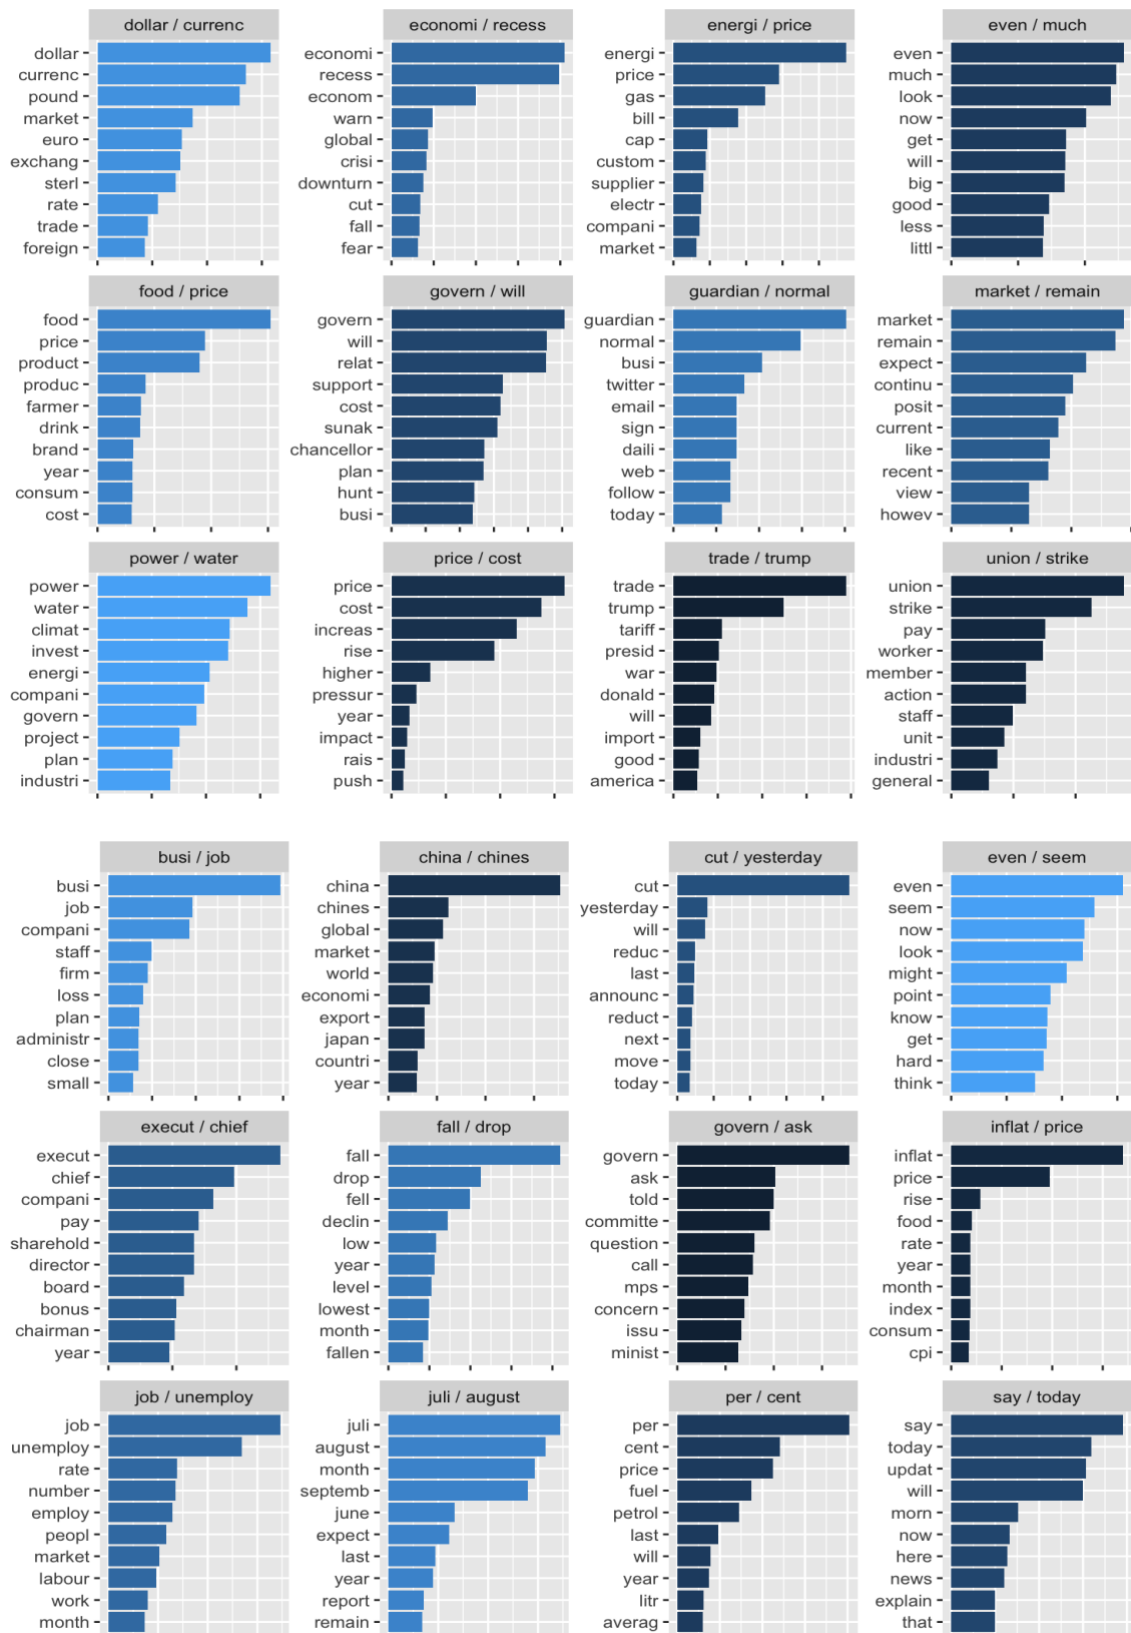 dollar / currenc
dollar
currenc
pound
market
euro
exchang
sterl
rate
trade
foreign
economi / recess
economi
recess
econom
warn
global
crisi
downturn
cut
fall
fear
energi / price
energi
price
gas
bill
cap
custom
supplier
electr
compani
market
even / much
even
much
look
now
get
will
big
good
less
littl
food / price
food
price
product
produc
farmer
drink
brand
year
consum
cost
govern / will
govern
will
relat
support
cost
sunak
chancellor
plan
hunt
busi
guardian / normal
guardian
normal
busi
twitter
email
sign
daili
web
follow
today
market / remain
market
remain
expect
continu
posit
current
like
recent
view
howev
power / water
power
water
climat
invest
energi
compani
govern
project
plan
industri
price / cost
price
cost
increas
rise
higher
pressur
year
impact
rais
push
trade / trump
trade
trump
tariff
presid
war
donald
will
import
good
america
union / strike
union
strike
pay
worker
member
action
staff
unit
industri
general
busi / job
busi
job
compani
staff
firm
loss
plan
administr
close
small
china / chines
china
chines
global
market
world
economi
export
japan
countri
year
cut / yesterday
cut
yesterday
will
reduc
last
announc
reduct
next
move
today
even / seem
even
seem
now
look
might
point
know
get
hard
think
execut / chief
execut
chief
compani
pay
sharehold
director
board
bonus
chairman
year
fall / drop
fall
drop
fell
declin
low
year
level
lowest
month
fallen
govern / ask
govern
ask
told
committe
question
call
mps
concern
issu
minist
inflat / price
inflat
price
rise
food
rate
year
month
index
consum
cpi
job / unemploy
job
unemploy
rate
number
employ
peopl
market
labour
work
month
juli / august
juli
august
month
septemb
june
expect
last
year
report
remain
per / cent
per
cent
price
fuel
petrol
last
will
year
litr
averag
say / today
say
today
updat
will
morn
now
here
news
explain
that